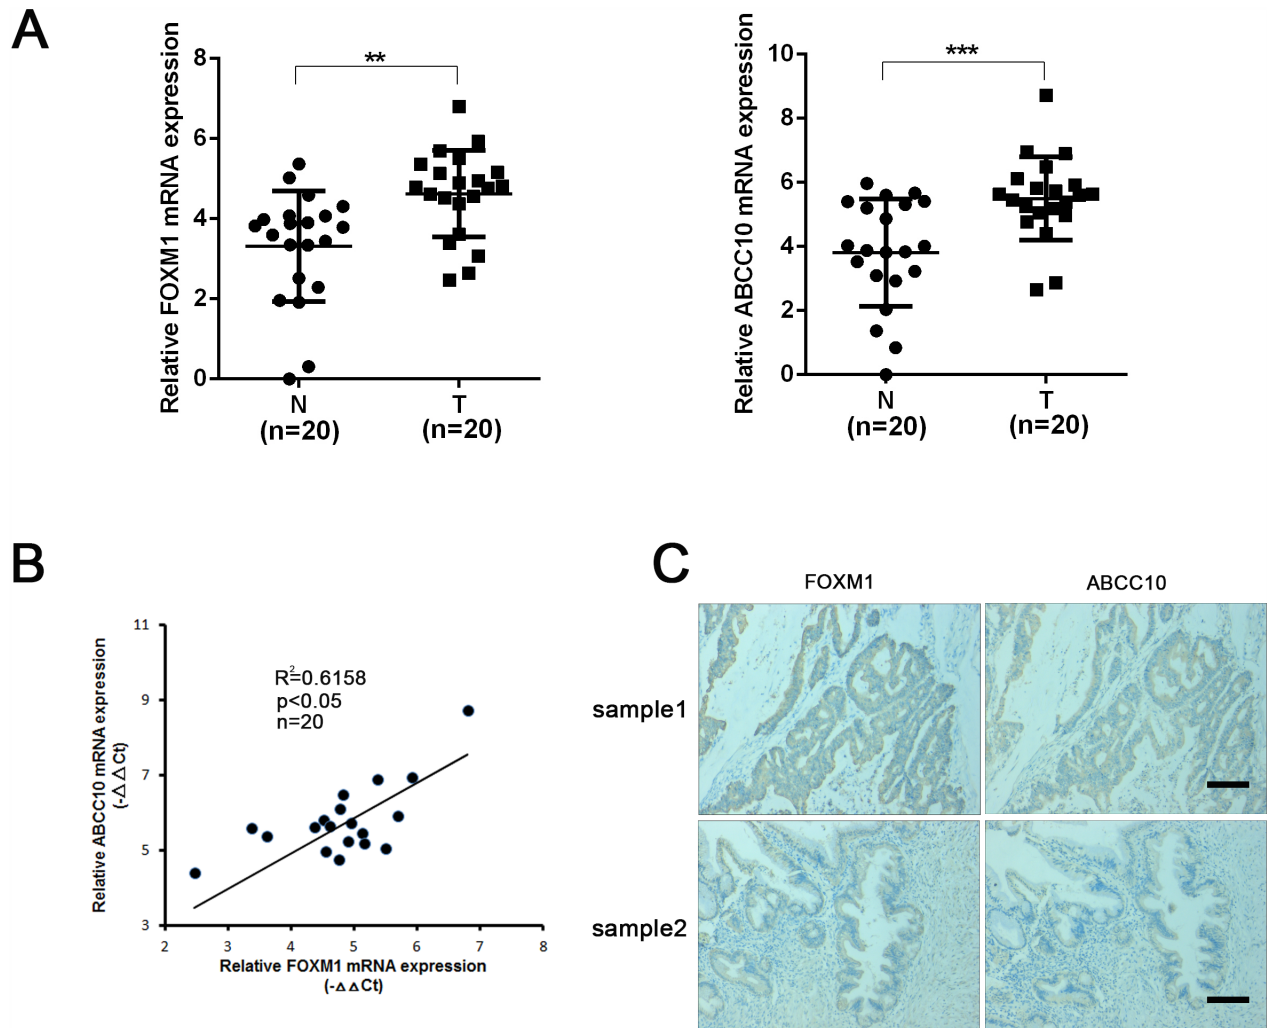 A
Relative FOXM1 mRNA expression
8
6
4
2
0
**
N
(n=20)
T
(n=20)
Relative ABCC10 mRNA expression
10
8
6
4
2
0
***
N
(n=20)
T
(n=20)
B
Relative ABCC10 mRNA expression
(-△△Ct)
11
9
7
5
3
R²=0.6158
p<0.05
n=20
2 3 4 5 6 7 8
Relative FOXM1 mRNA expression
(-△△Ct)
C
FOXM1 ABCC10
sample1
sample2